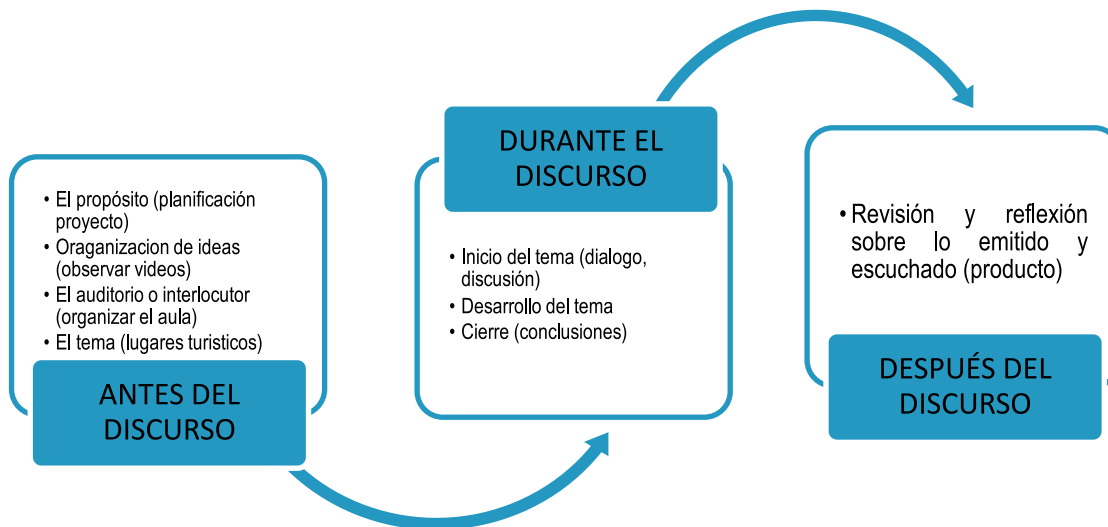 • El propósito (planificación
proyecto)
• Oraganizacion de ideas
(observar videos)
• El auditorio o interlocutor
(organizar el aula)
• El tema (lugares turisticos)
ANTES DEL
DISCURSO
DURANTE EL
DISCURSO
• Inicio del tema (dialogo,
discusión)
• Desarrollo del tema
• Cierre (conclusiones)
• Revisión y reflexión
sobre lo emitido y
escuchado (producto)
DESPUÉS DEL
DISCURSO